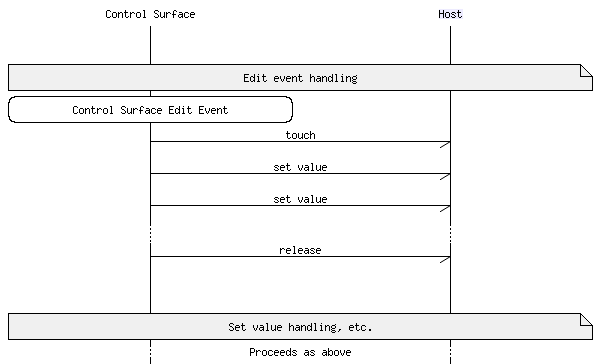 Control Surface
Host
Edit event handling
Control Surface Edit Event
touch
set value
set value
release
Set value handling, etc.
Proceeds as above